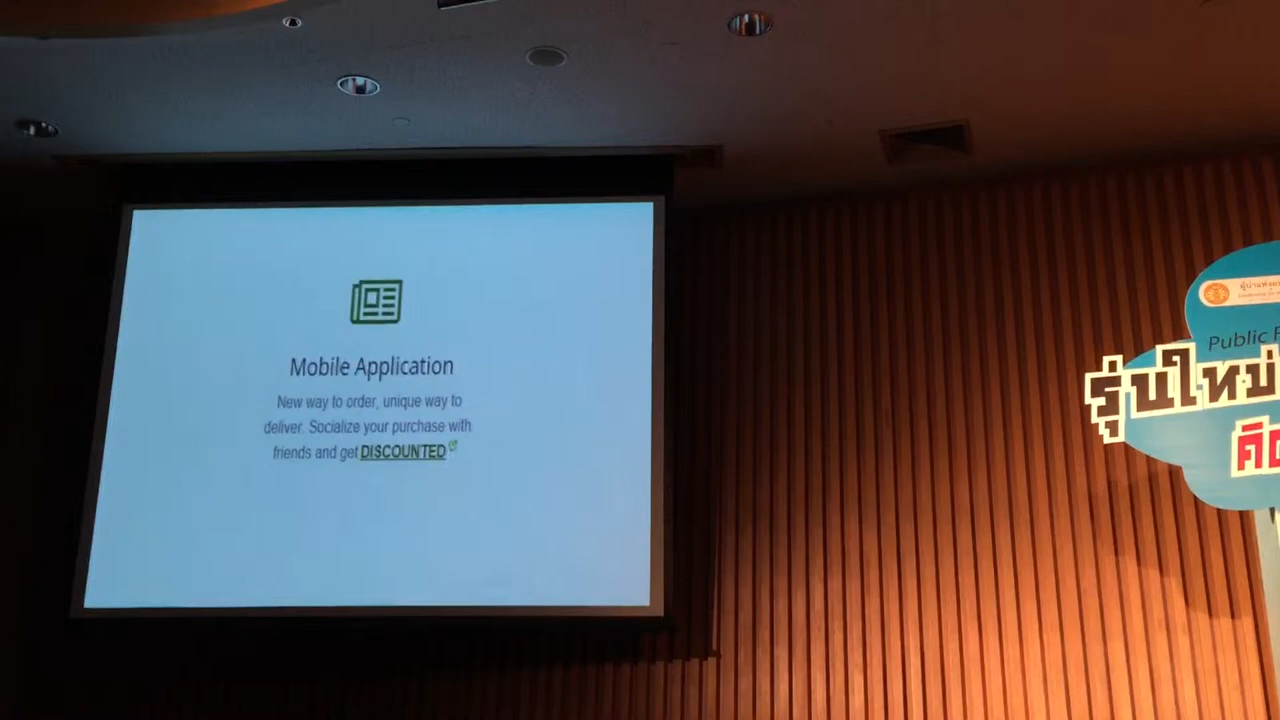 Mobile Application
New way to order, unique way to
deliver. Socialize your purchase with
friends and get DISCOUNTED
Public
รุ่นใหม่